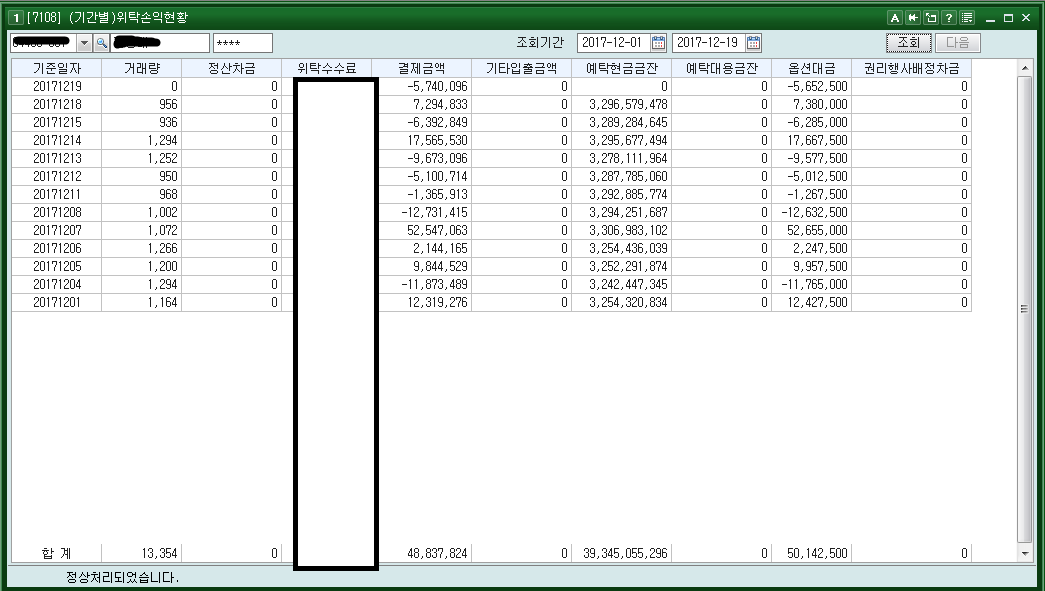 1 [7108] (기간별)위탁손익현황 A ?
**** 조회기간 2017-12-01 2017-12-19 조회 다음
기준일자 거래량 정산차금 위탁수수료 결제금액 기타입출금액 예탁현금금잔 예탁대용금잔 옵션대금 권리행사배정차금
20171219 0 0 -5,740,096 0 0 0 -5,652,500 0
20171218 956 0 7,294,833 0 3,296,579,478 0 7,380,000 0
20171215 936 0 -6,392,849 0 3,289,284,645 0 -6,285,000 0
20171214 1,294 0 17,565,530 0 3,295,677,494 0 17,667,500 0
20171213 1,252 0 -9,673,096 0 3,278,111,964 0 -9,577,500 0
20171212 950 0 -5,100,714 0 3,287,785,060 0 -5,012,500 0
20171211 968 0 -1,365,913 0 3,292,885,774 0 -1,267,500 0
20171208 1,002 0 -12,731,415 0 3,294,251,687 0 -12,632,500 0
20171207 1,072 0 52,547,063 0 3,306,983,102 0 52,655,000 0
20171206 1,266 0 2,144,165 0 3,254,436,039 0 2,247,500 0
20171205 1,200 0 9,844,529 0 3,252,291,874 0 9,957,500 0
20171204 1,294 0 -11,873,489 0 3,242,447,345 0 -11,765,000 0
20171201 1,164 0 12,319,276 0 3,254,320,834 0 12,427,500 0
합 계 13,354 0 48,837,824 0 39,345,055,296 0 50,142,500 0
정상처리되었습니다.